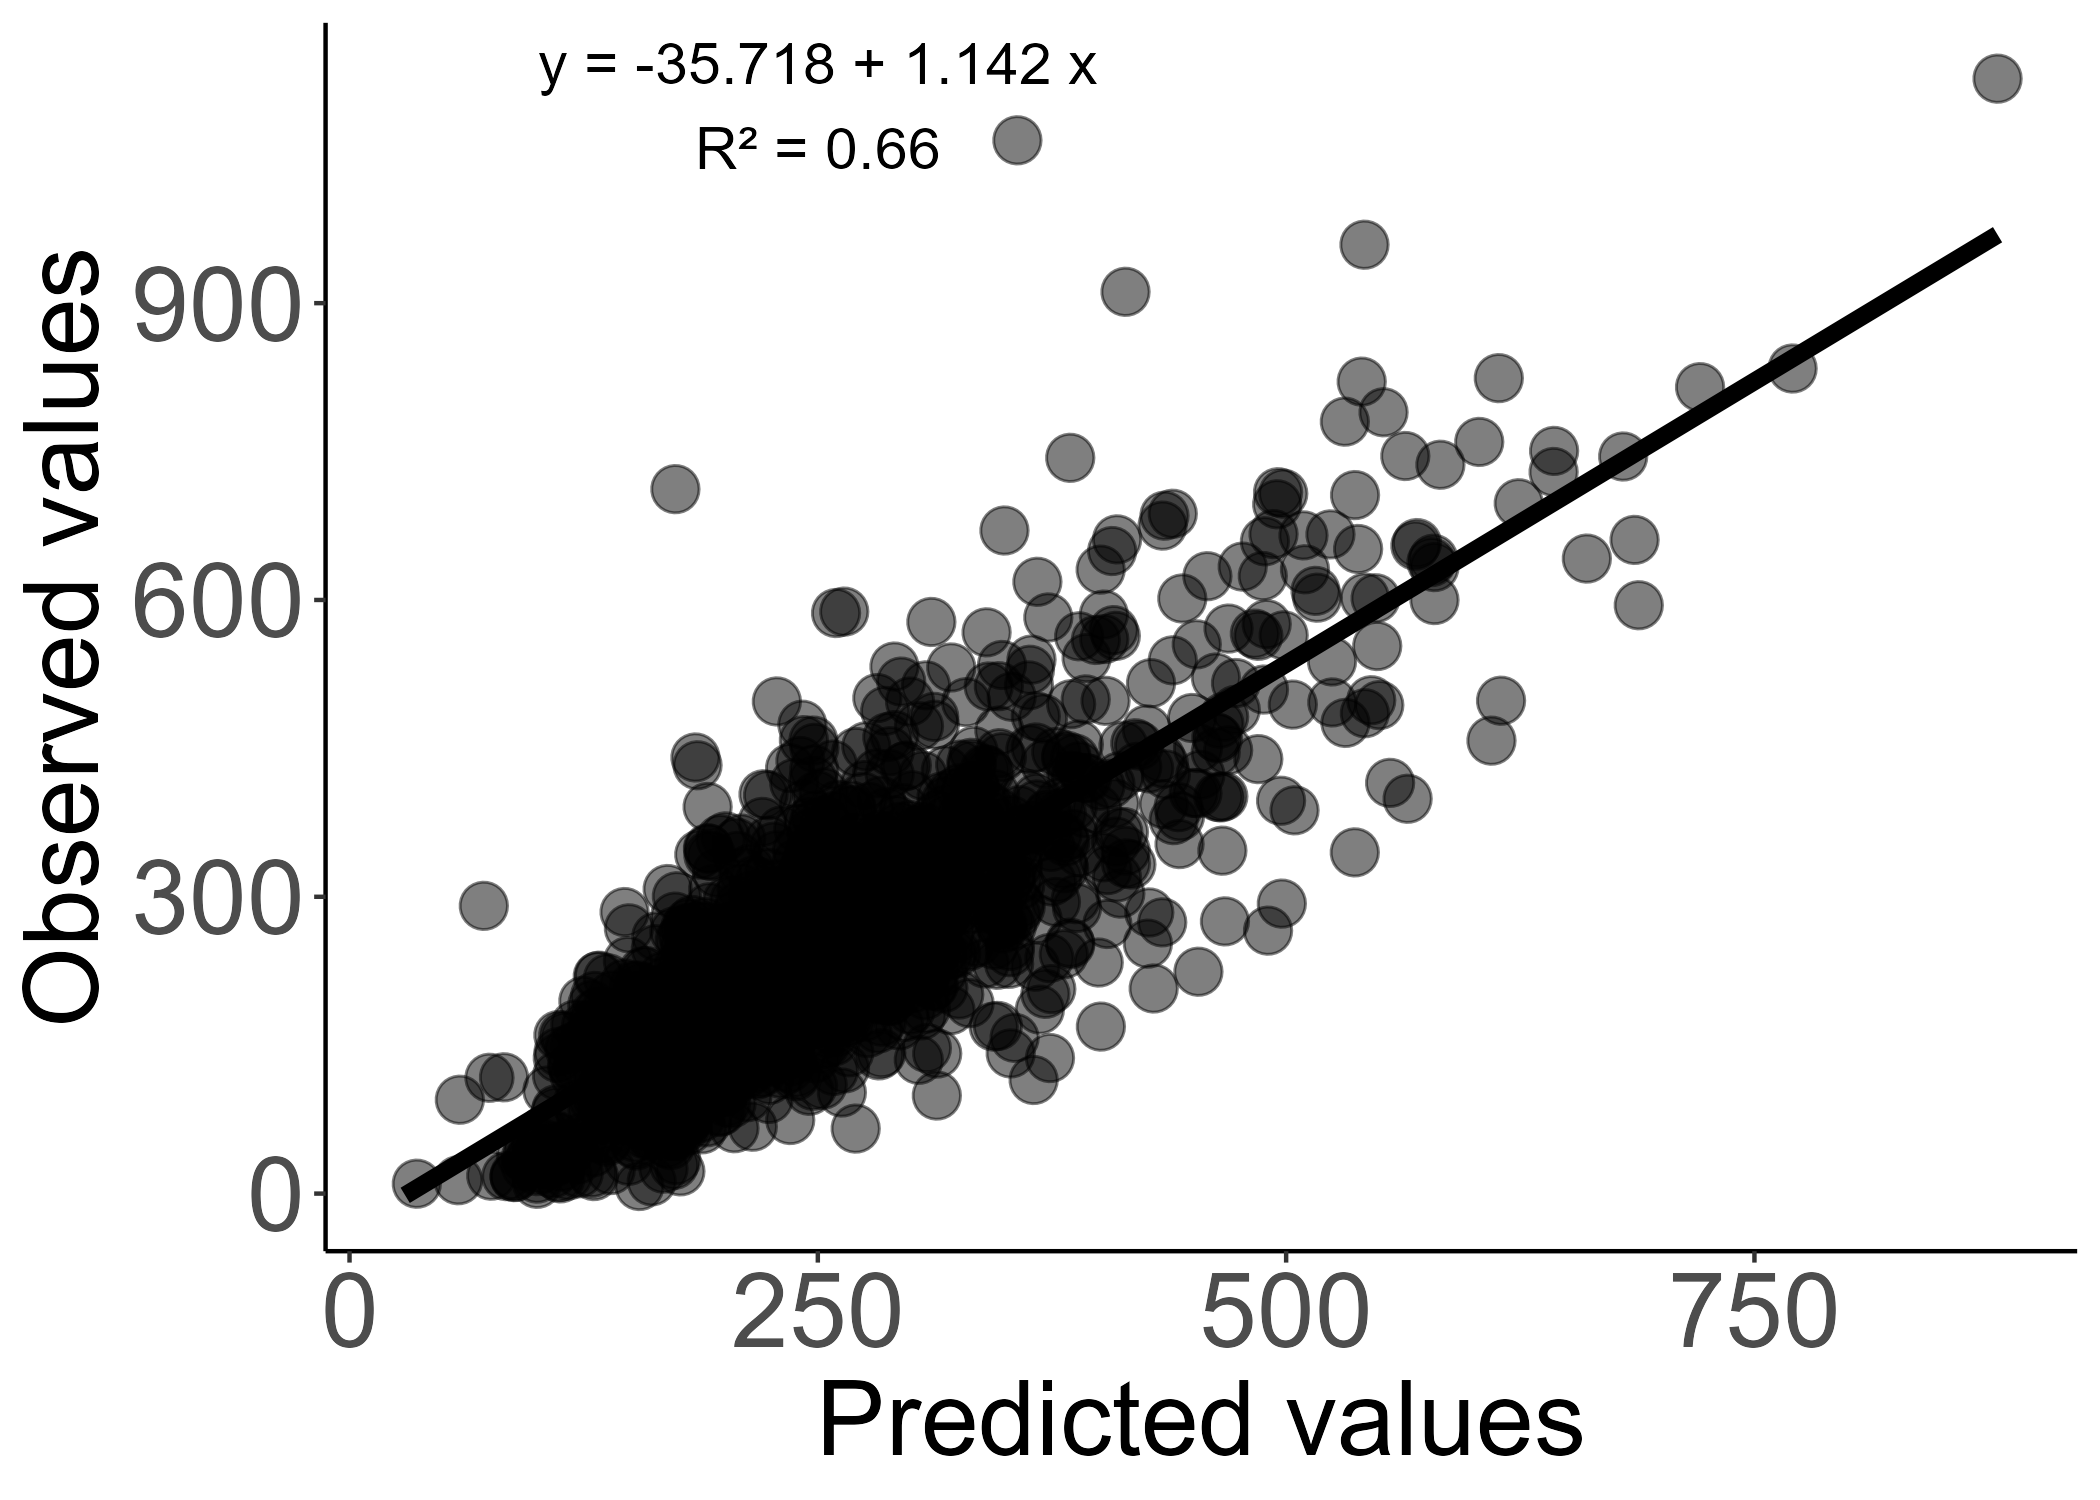 y = -35.718 + 1.142 x
R² = 0.66
Observed values
900
600
300
0
0 250 500 750
Predicted values